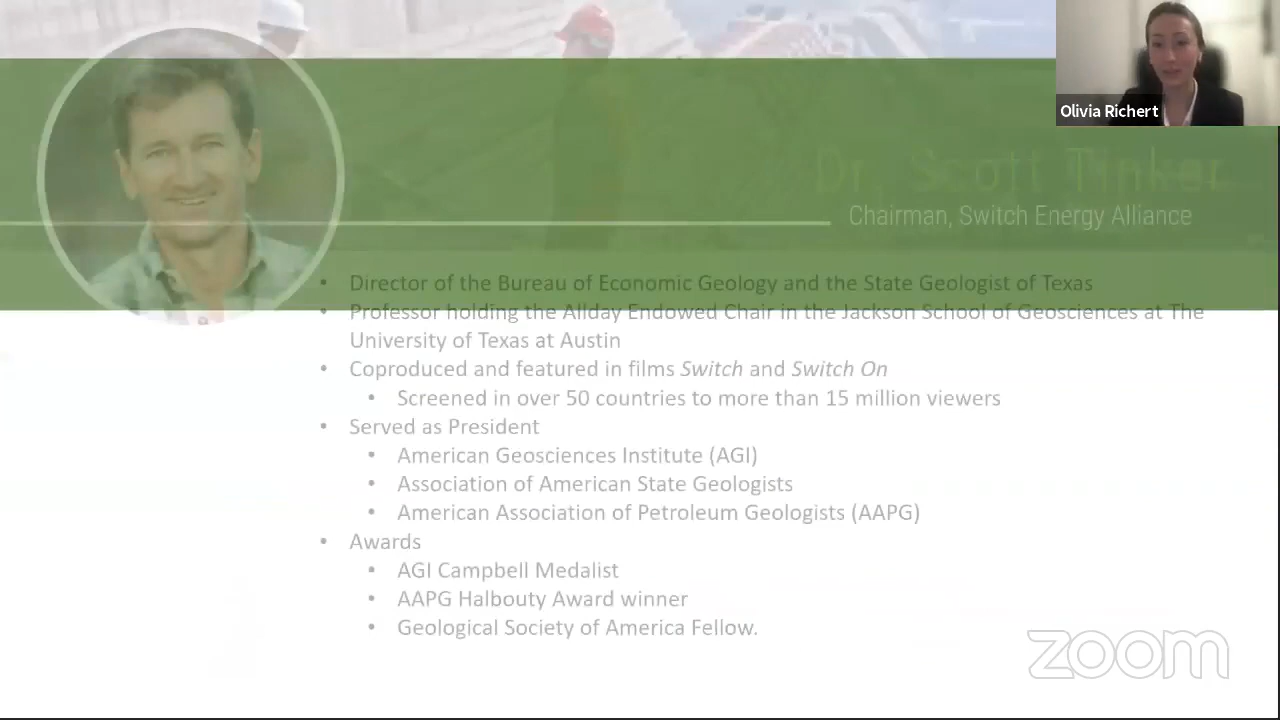 Olivia Richert
Dr. Scott Tinker
Chairman, Switch Energy Alliance
• Director of the Bureau of Economic Geology and the State Geologist of Texas
• Professor holding the Allday Endowed Chair in the Jackson School of Geosciences at The
University of Texas at Austin
• Coproduced and featured in films Switch and Switch On
• Screened in over 50 countries to more than 15 million viewers
• Served as President
• American Geosciences Institute (AGI)
• Association of American State Geologists
• American Association of Petroleum Geologists (AAPG)
• Awards
• AGI Campbell Medalist
• AAPG Halbouty Award winner
• Geological Society of America Fellow.
zoom